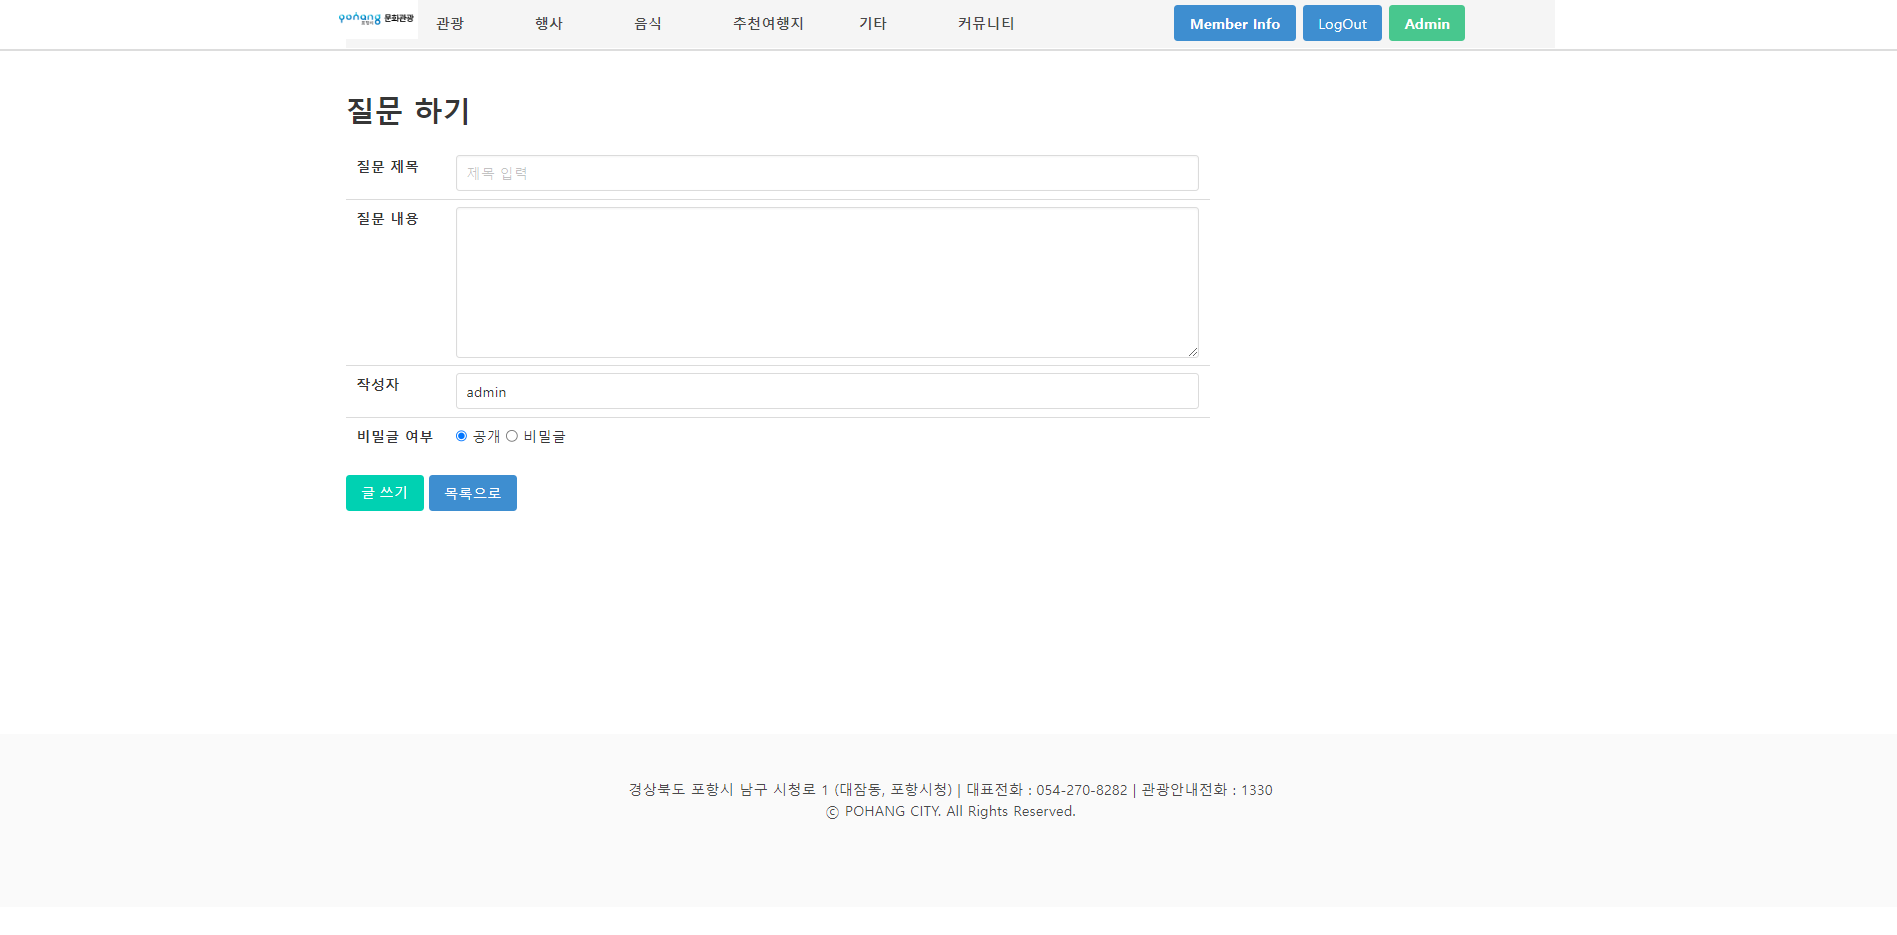 pohang 포항시 문화관광 관광 행사 음식 추천여행지 기타 커뮤니티 Member Info LogOut Admin
질문 하기
질문 제목 제목 입력
질문 내용
작성자 admin
비밀글 여부 공개 비밀글
글 쓰기 목록으로
경상북도 포항시 남구 시청로 1 (대잠동, 포항시청) | 대표전화 : 054-270-8282 | 관광안내전화 : 1330
ⓒ POHANG CITY. All Rights Reserved.